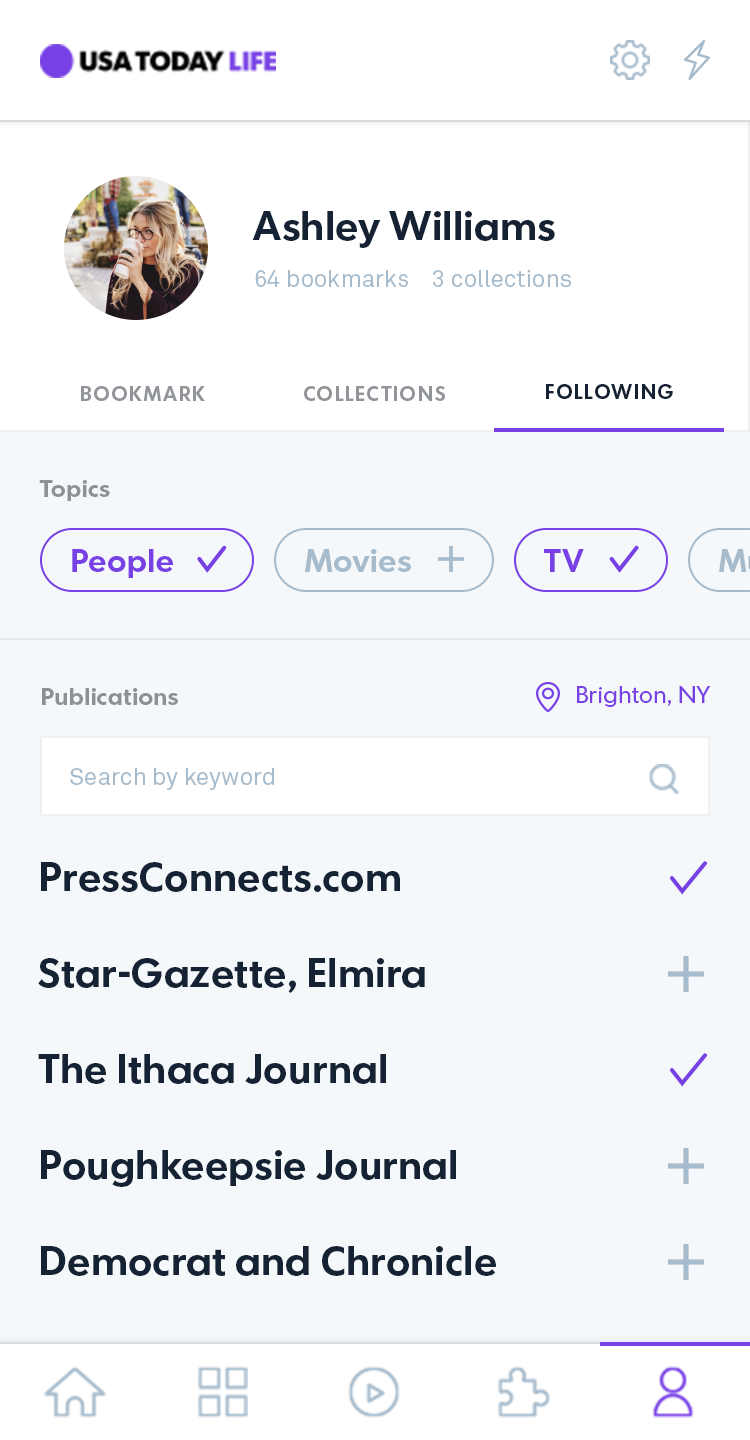 USA TODAY LIFE
Ashley Williams
64 bookmarks 3 collections
BOOKMARK COLLECTIONS FOLLOWING
Topics
People Movies TV
Publications Brighton, NY
Search by keyword
PressConnects.com
Star-Gazette, Elmira
The Ithaca Journal
Poughkeepsie Journal
Democrat and Chronicle